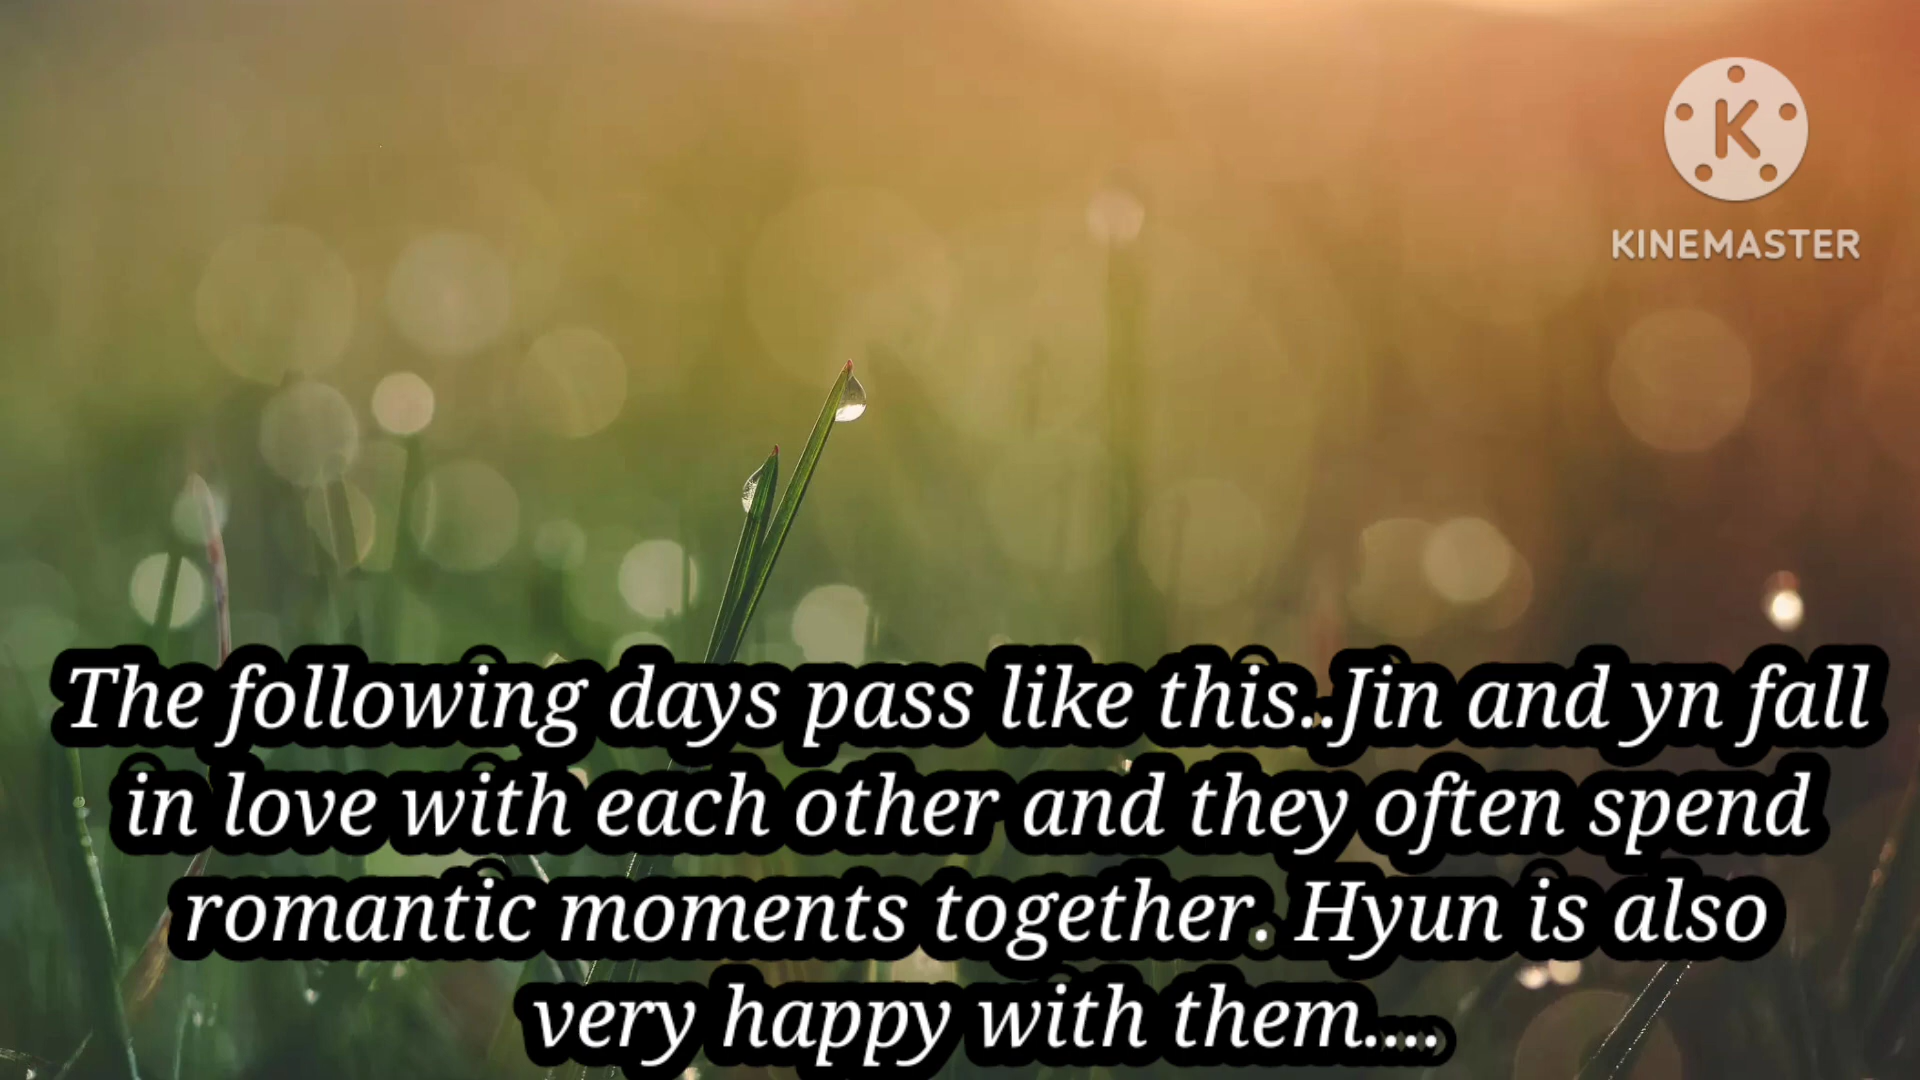 K
KINEMASTER
The following days pass like this..Jin and yn fall
in love with each other and they often spend
romantic moments together. Hyun is also
very happy with them....